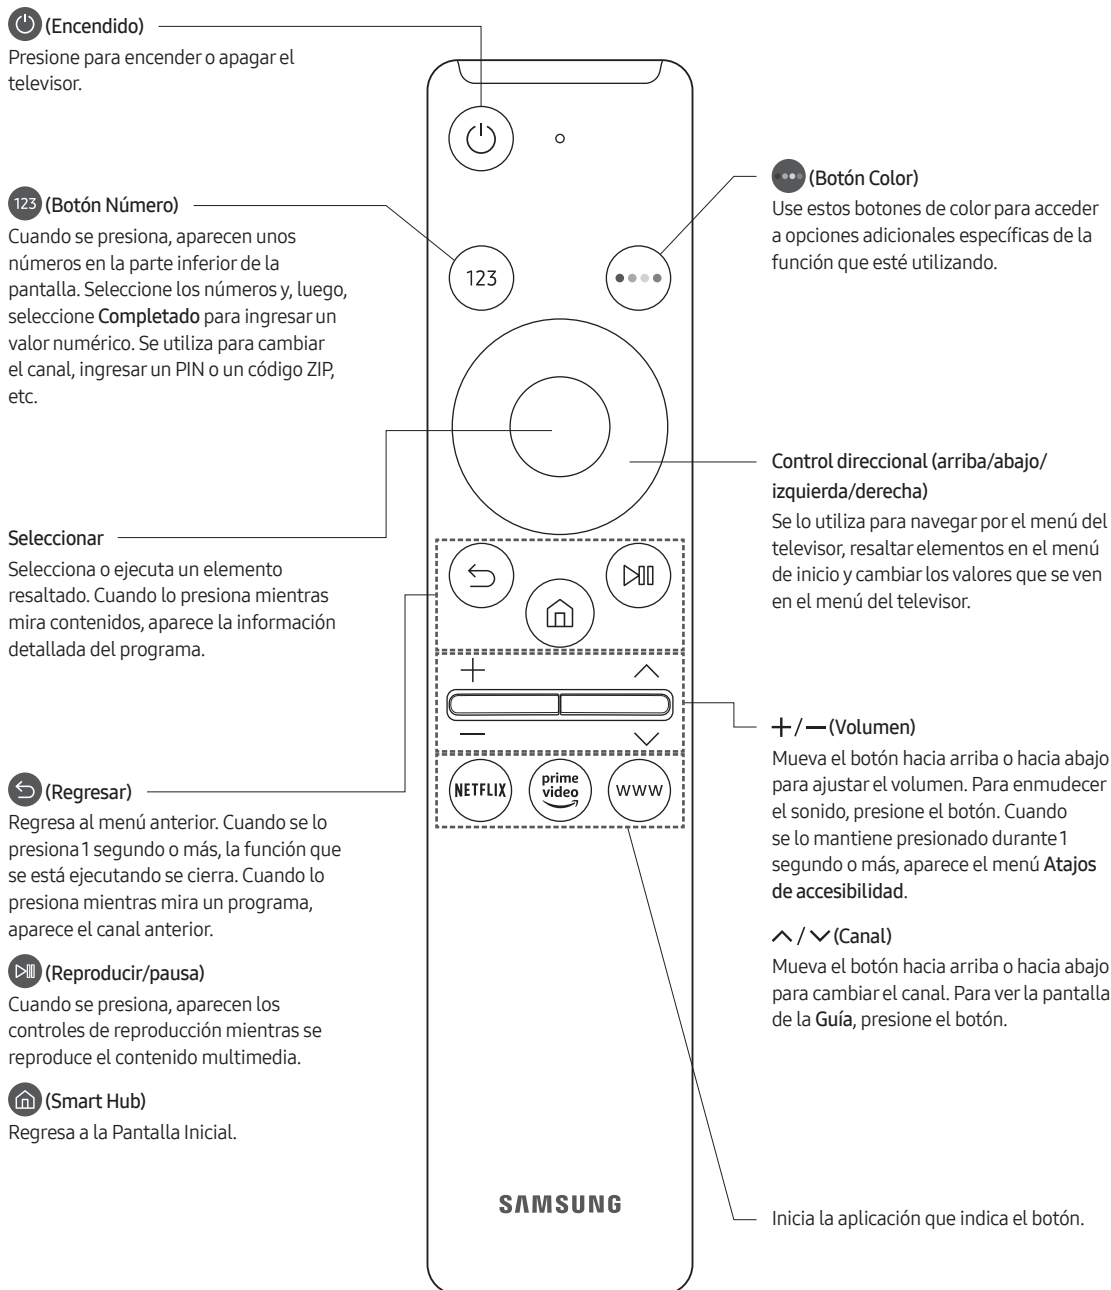 (Encendido)
Presione para encender o apagar el
televisor.
123 (Botón Número)
Cuando se presiona, aparecen unos
números en la parte inferior de la
pantalla. Seleccione los números y, luego,
seleccione Completado para ingresar un
valor numérico. Se utiliza para cambiar
el canal, ingresar un PIN o un código ZIP,
etc.
Seleccionar
Selecciona o ejecuta un elemento
resaltado. Cuando lo presiona mientras
mira contenidos, aparece la información
detallada del programa.
(Regresar)
Regresa al menú anterior. Cuando se lo
presiona 1 segundo o más, la función que
se está ejecutando se cierra. Cuando lo
presiona mientras mira un programa,
aparece el canal anterior.
(Reproducir/pausa)
Cuando se presiona, aparecen los
controles de reproducción mientras se
reproduce el contenido multimedia.
(Smart Hub)
Regresa a la Pantalla Inicial.
123
NETFLIX
prime
video
WWW
SAMSUNG
(Botón Color)
Use estos botones de color para acceder
a opciones adicionales específicas de la
función que esté utilizando.
Control direccional (arriba/abajo/
izquierda/derecha)
Se lo utiliza para navegar por el menú del
televisor, resaltar elementos en el menú
de inicio y cambiar los valores que se ven
en el menú del televisor.
+/— (Volumen)
Mueva el botón hacia arriba o hacia abajo
para ajustar el volumen. Para enmudecer
el sonido, presione el botón. Cuando
se lo mantiene presionado durante 1
segundo o más, aparece el menú Atajos
de accesibilidad.
/ (Canal)
Mueva el botón hacia arriba o hacia abajo
para cambiar el canal. Para ver la pantalla
de la Guía, presione el botón.
Inicia la aplicación que indica el botón.